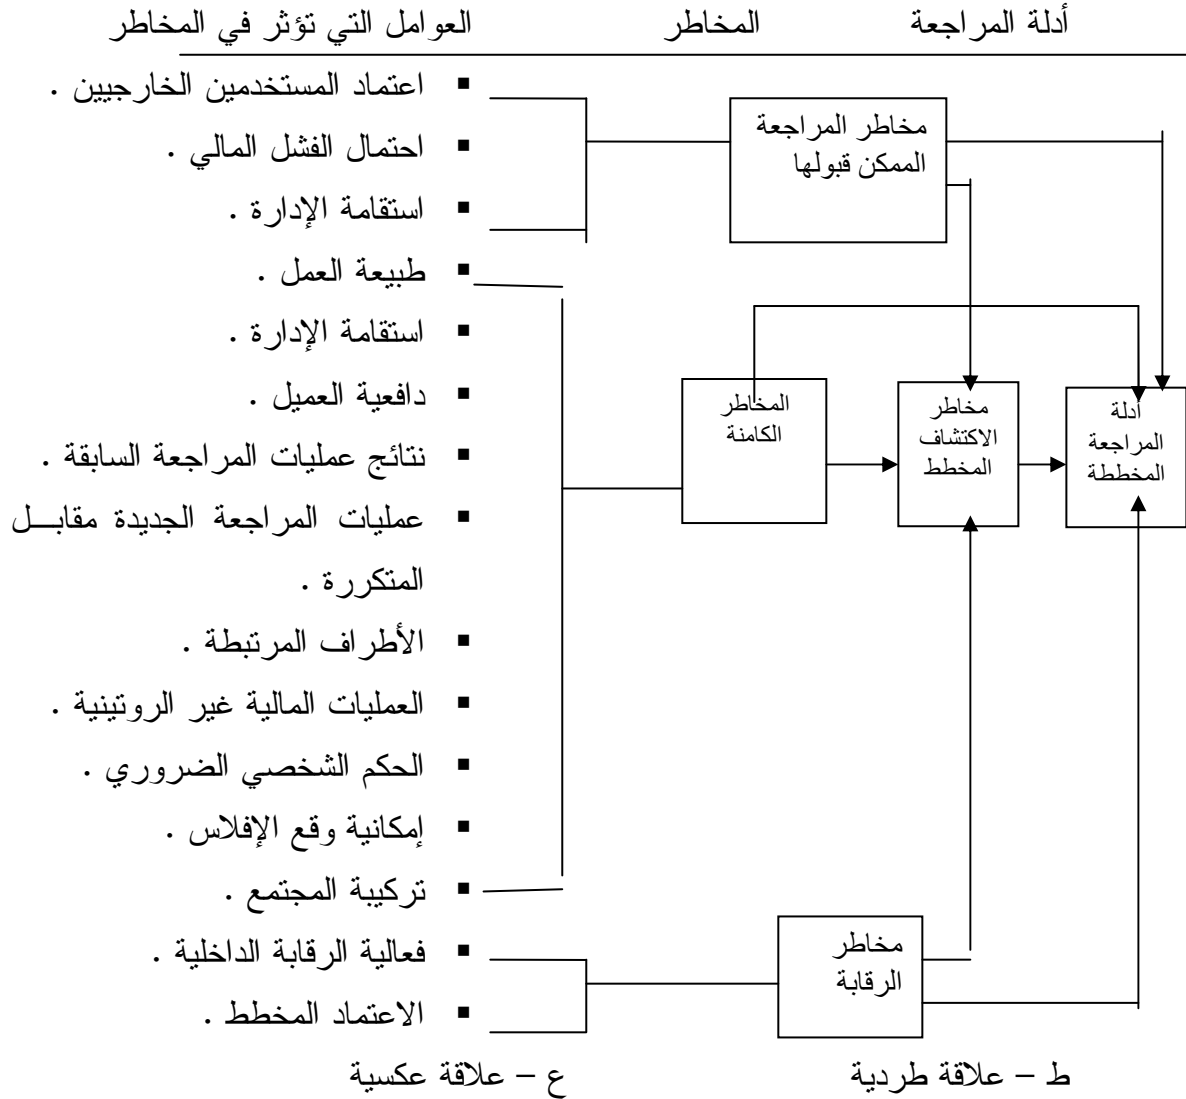 أدلة المراجعة المخاطر العوامل التي تؤثر في المخاطر
اعتماد المستخدمين الخارجيين .
احتمال الفشل المالي .
استقامة الإدارة .
طبيعة العمل .
استقامة الإدارة .
دافعية العميل .
نتائج عمليات المراجعة السابقة .
عمليات المراجعة الجديدة مقابل
المتكررة .
الأطراف المرتبطة .
العمليات المالية غير الروتينية .
الحكم الشخصي الضروري .
إمكانية وقع الإفلاس .
تركيبة المجتمع .
فعالية الرقابة الداخلية .
الاعتماد المخطط .
مخاطر المراجعة
الممكن قبولها
المخاطر
الكامنة
مخاطر
الاكتشاف
المخطط
أدلة
المراجعة
المخططة
مخاطر
الرقابة
ط – علاقة طردية ع – علاقة عكسية